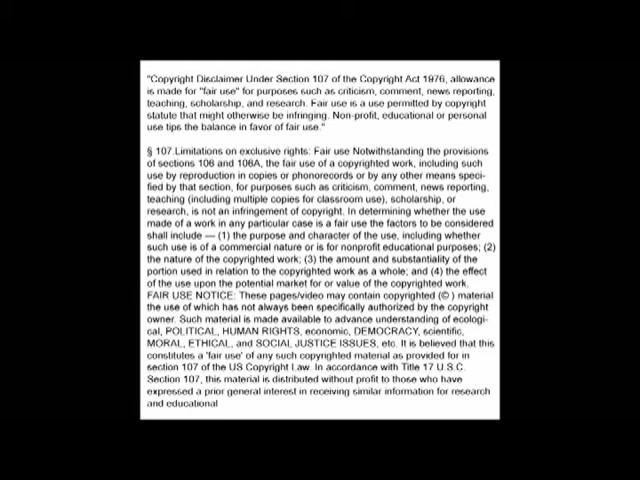 "Copyright Disclaimer Under Section 107 of the Copyright Act 1976, allowance
is made for "fair use" for purposes such as criticism, comment, news reporting,
teaching, scholarship, and research. Fair use is a use permitted by copyright
statute that might otherwise be infringing. Non-profit, educational or personal
use tips the balance in favor of fair use."
§ 107.Limitations on exclusive rights: Fair use Notwithstanding the provisions
of sections 106 and 106A, the fair use of a copyrighted work, including such
use by reproduction in copies or phonorecords or by any other means speci-
fied by that section, for purposes such as criticism, comment, news reporting,
teaching (including multiple copies for classroom use), scholarship, or
research, is not an infringement of copyright. In determining whether the use
made of a work in any particular case is a fair use the factors to be considered
shall include — (1) the purpose and character of the use, including whether
such use is of a commercial nature or is for nonprofit educational purposes; (2)
the nature of the copyrighted work; (3) the amount and substantiality of the
portion used in relation to the copyrighted work as a whole; and (4) the effect
of the use upon the potential market for or value of the copyrighted work.
FAIR USE NOTICE: These pages/video may contain copyrighted (© ) material
the use of which has not always been specifically authorized by the copyright
owner. Such material is made available to advance understanding of ecologi-
cal, POLITICAL, HUMAN RIGHTS, economic, DEMOCRACY, scientific,
MORAL, ETHICAL, and SOCIAL JUSTICE ISSUES, etc. It is believed that this
constitutes a 'fair use' of any such copyrighted material as provided for in
section 107 of the US Copyright Law. In accordance with Title 17 U.S.C.
Section 107, this material is distributed without profit to those who have
expressed a prior general interest in receiving similar information for research
and educational